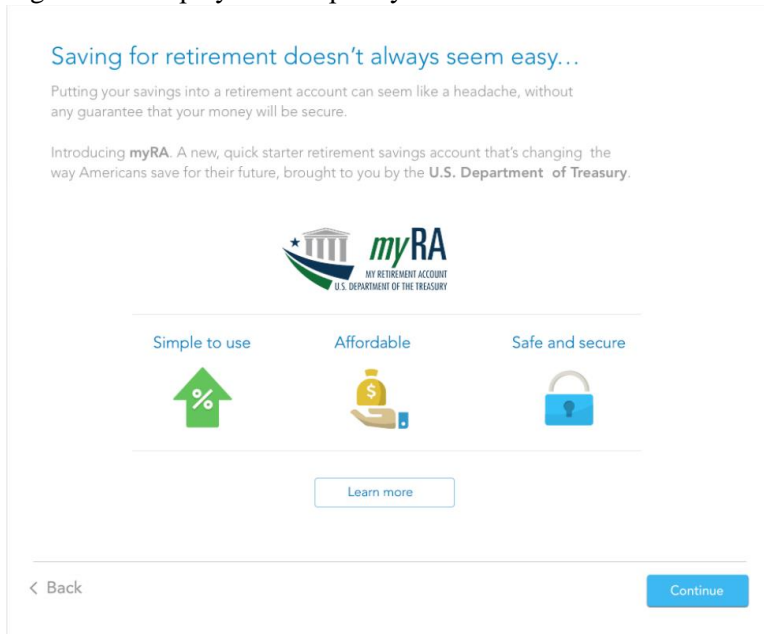 Saving for retirement doesn't always seem easy...
Putting your savings into a retirement account can seem like a headache, without
any guarantee that your money will be secure.
Introducing myRA. A new, quick starter retirement savings account that's changing the
way Americans save for their future, brought to you by the U.S. Department of Treasury.
myRA
MY RETIREMENT ACCOUNT
U.S. DEPARTMENT OF THE TREASURY
Simple to use Affordable Safe and secure
%
$
Learn more
< Back Continue